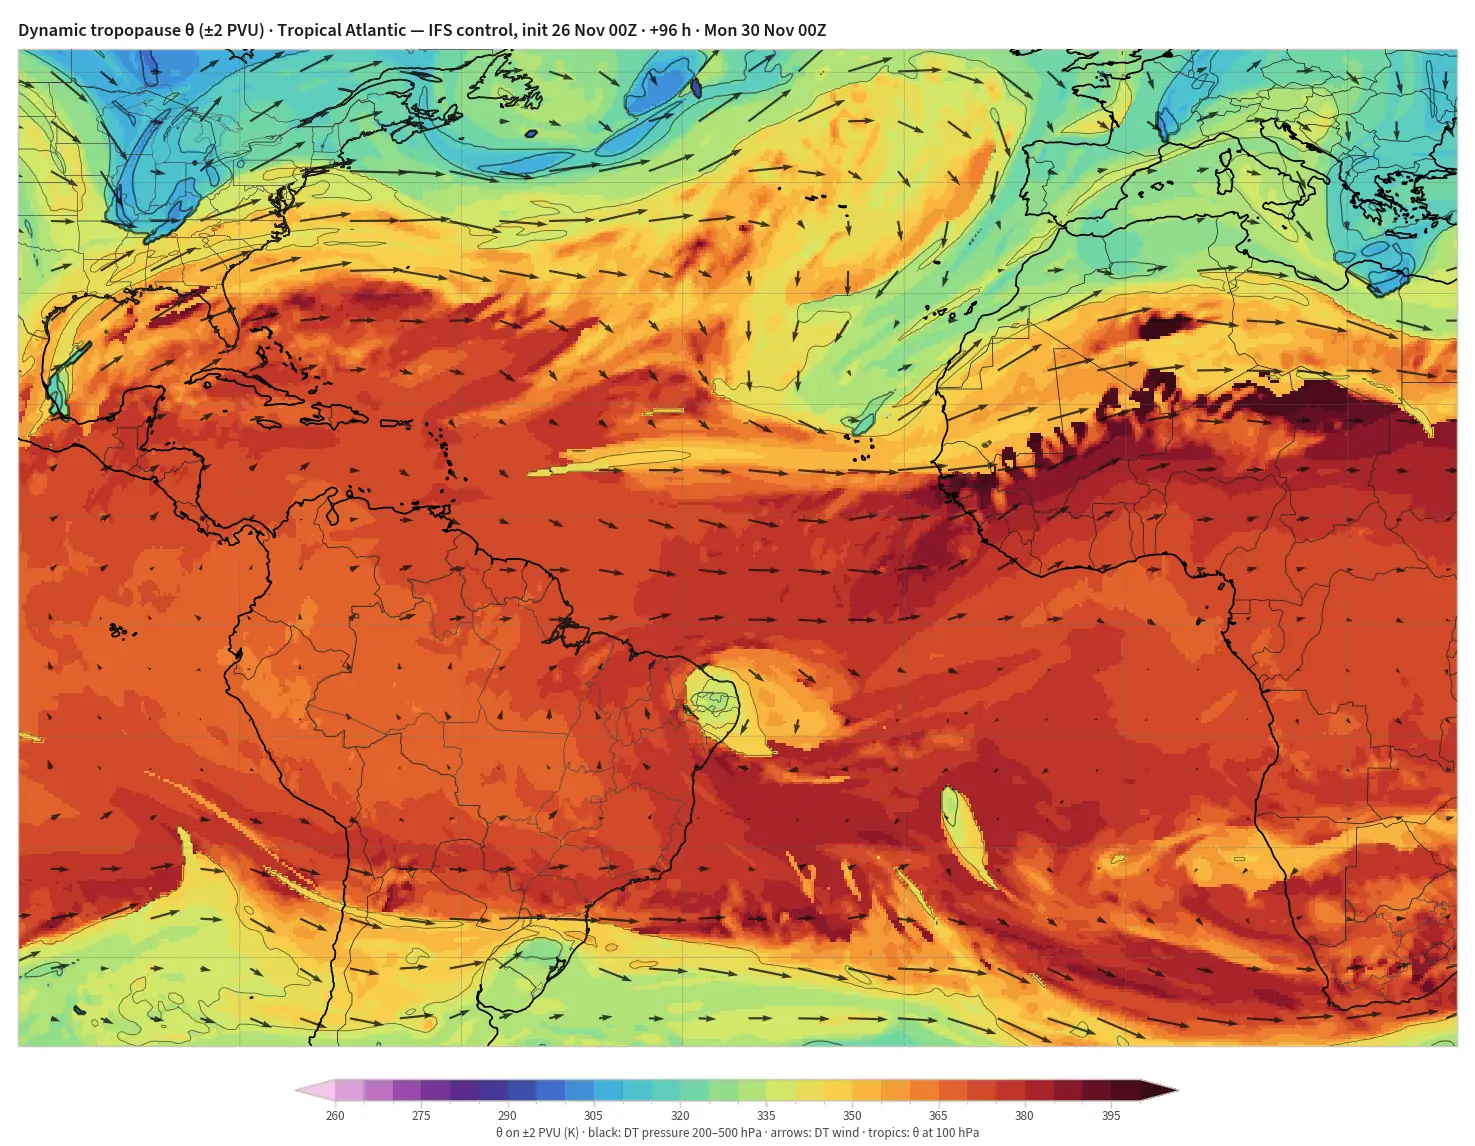 Dynamic tropopause θ (±2 PVU) · Tropical Atlantic — IFS control, init 26 Nov 00Z · +96 h · Mon 30 Nov 00Z
260 275 290 305 320 335 350 365 380 395
θ on ±2 PVU (K) · black: DT pressure 200–500 hPa · arrows: DT wind · tropics: θ at 100 hPa